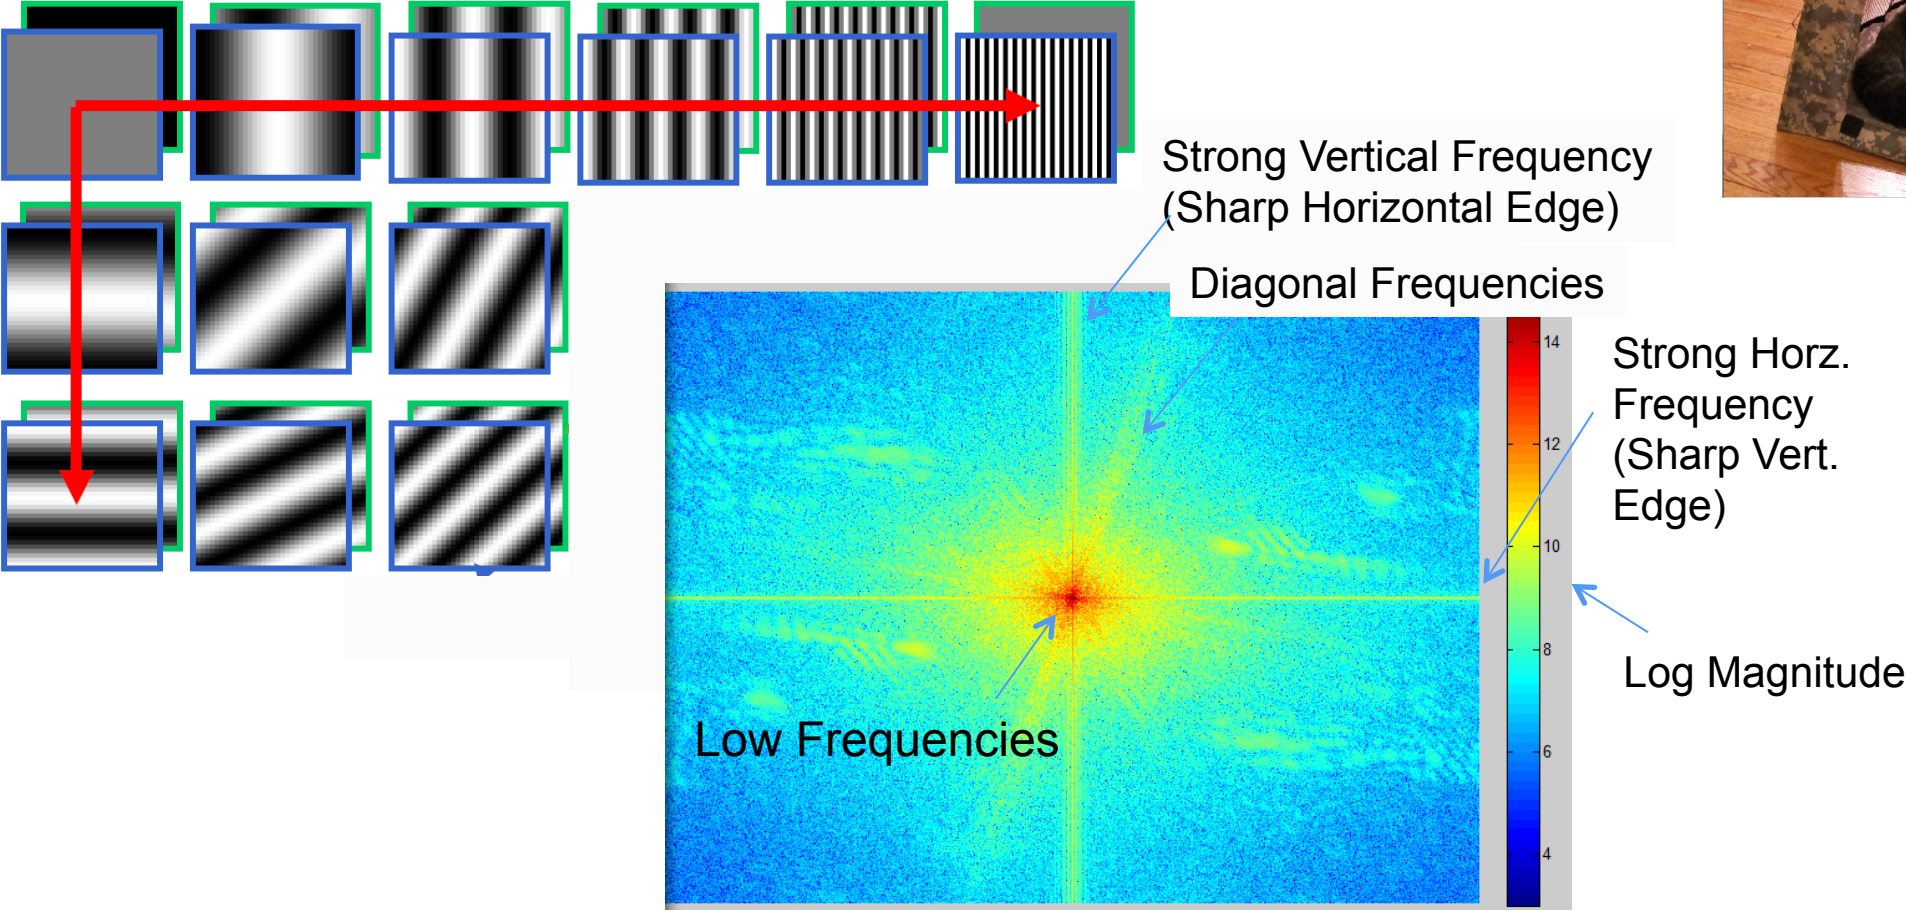 Strong Vertical Frequency
(Sharp Horizontal Edge)
Diagonal Frequencies
Strong Horz.
Frequency
(Sharp Vert.
Edge)
Low Frequencies
Log Magnitude
14
12
10
8
6
4